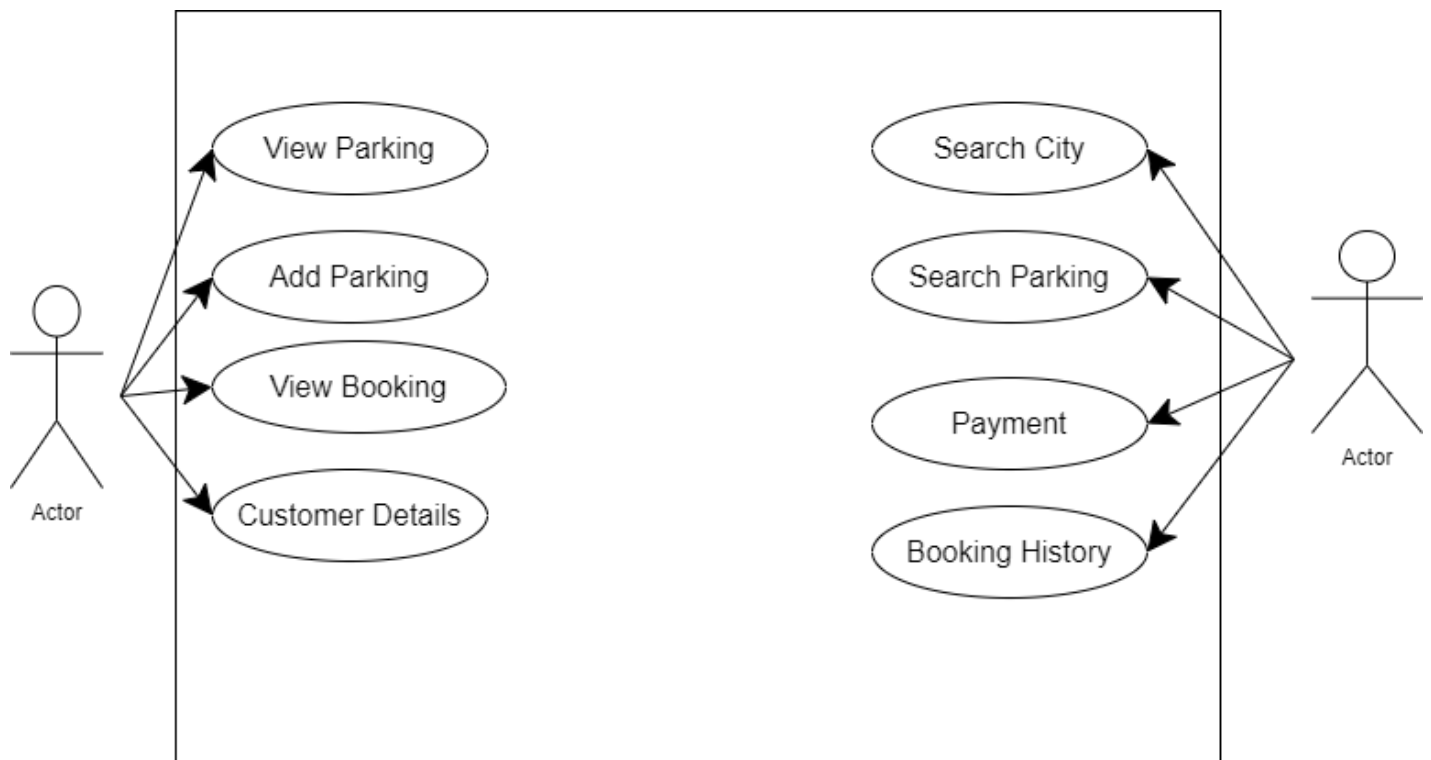 View Parking
Search City
Add Parking
Search Parking
View Booking
Payment
Actor
Customer Details
Actor
Booking History